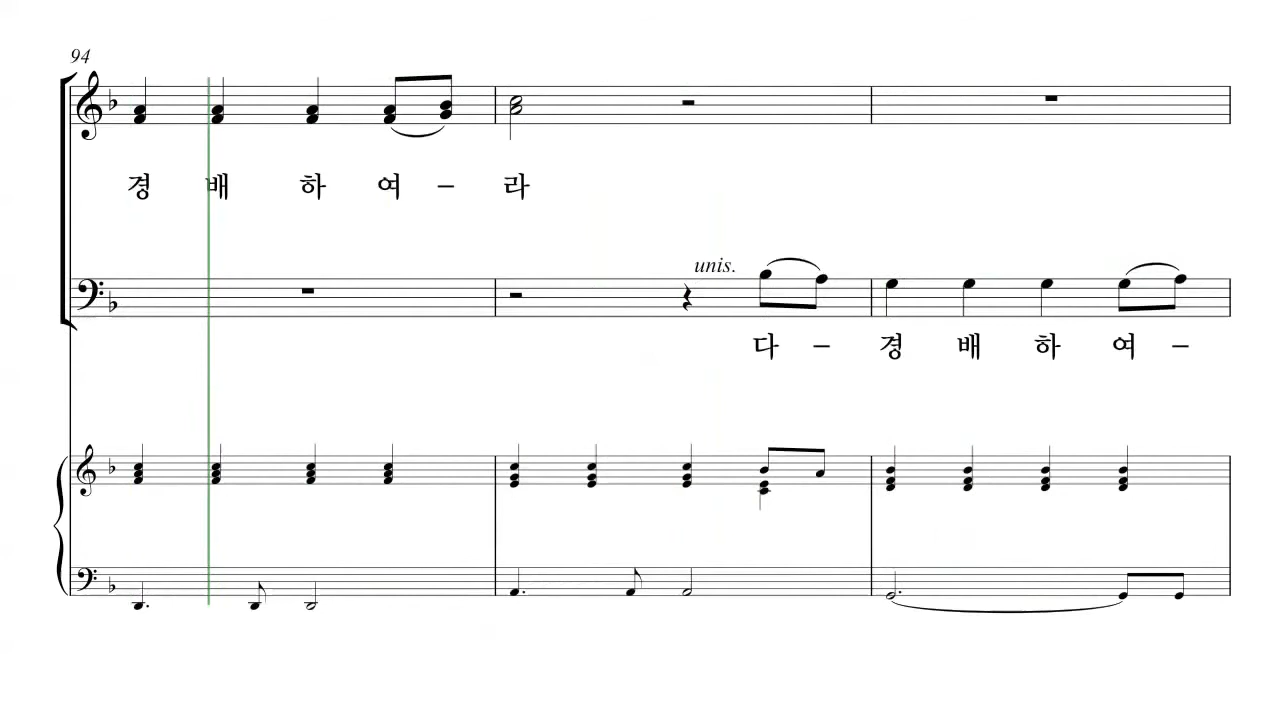 94
경 배 하 여 – 라
unis.
다 – 경 배 하 여 –